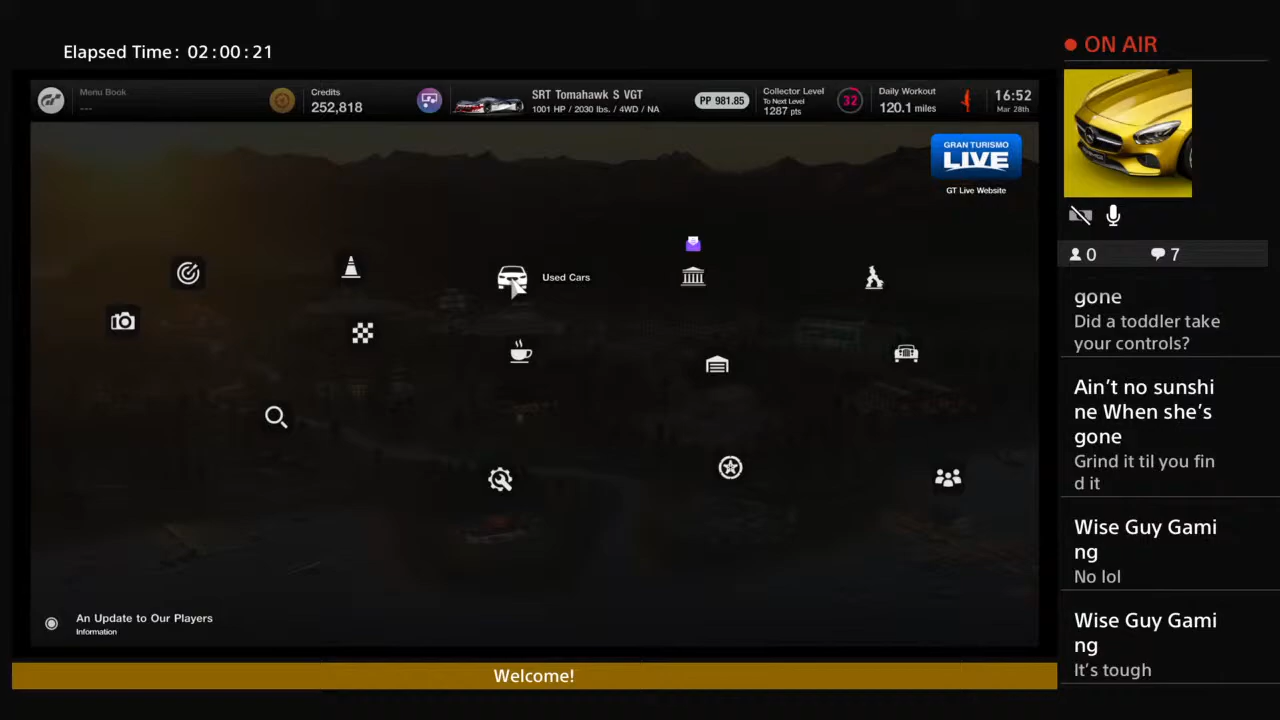 Elapsed Time: 02:00:21
ON AIR
Menu Book
---
Credits
252,818
SRT Tomahawk S VGT
1001 HP / 2030 lbs. / 4WD / NA
PP 981.85
Collector Level
To Next Level
1287 pts
32
Daily Workout
120.1 miles
16:52
Mar 28th
GRAN TURISMO
LIVE
GT Live Website
Used Cars
0
7
gone
Did a toddler take
your controls?
Ain't no sunshi
ne When she's
gone
Grind it til you fin
d it
Wise Guy Gami
ng
No lol
Wise Guy Gami
ng
It's tough
An Update to Our Players
Information
Welcome!